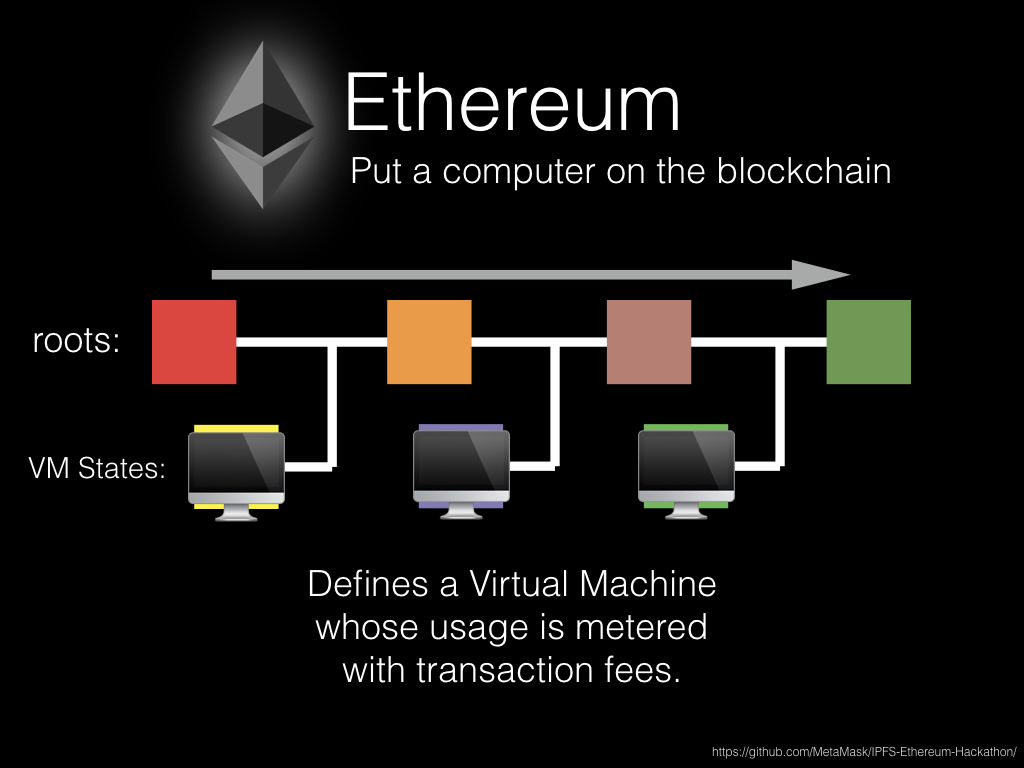 Ethereum
Put a computer on the blockchain
roots:
VM States:
Defines a Virtual Machine
whose usage is metered
with transaction fees.
https://github.com/MetaMask/IPFS-Ethereum-Hackathon/